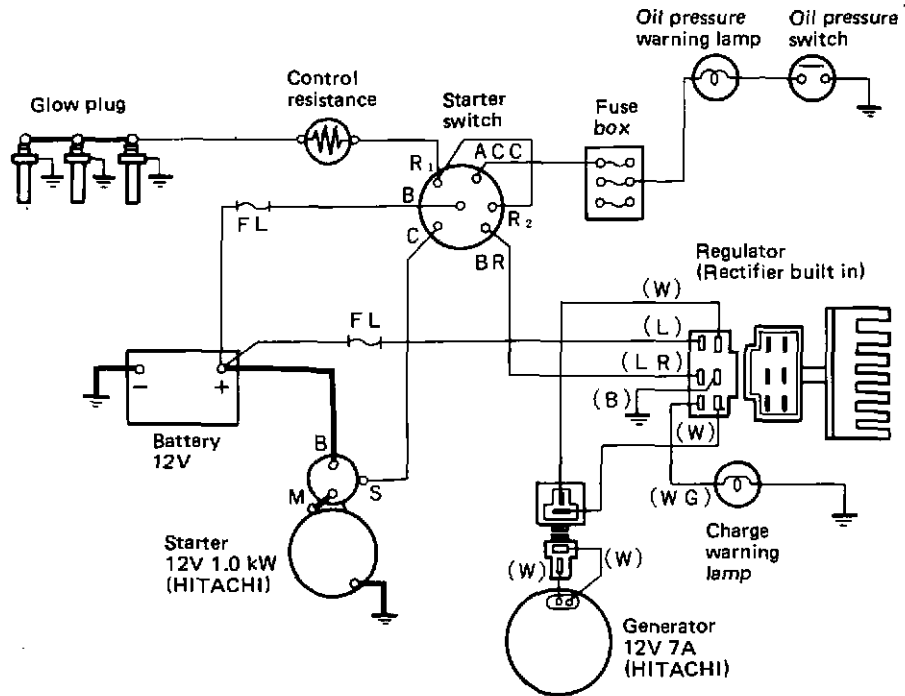 Oil pressure
warning lamp
Oil pressure
switch
Glow plug
Control
resistance
Starter
switch
Fuse
box
R₁
ACC
B
R₂
C
BR
FL
Regulator
(Rectifier built in)
(W)
FL
(L)
(LR)
(B)
(W)
(WG)
−
+
Battery
12V
B
M
S
Starter
12V 1.0 kW
(HITACHI)
Charge
warning
lamp
(W)
(W)
Generator
12V 7A
(HITACHI)